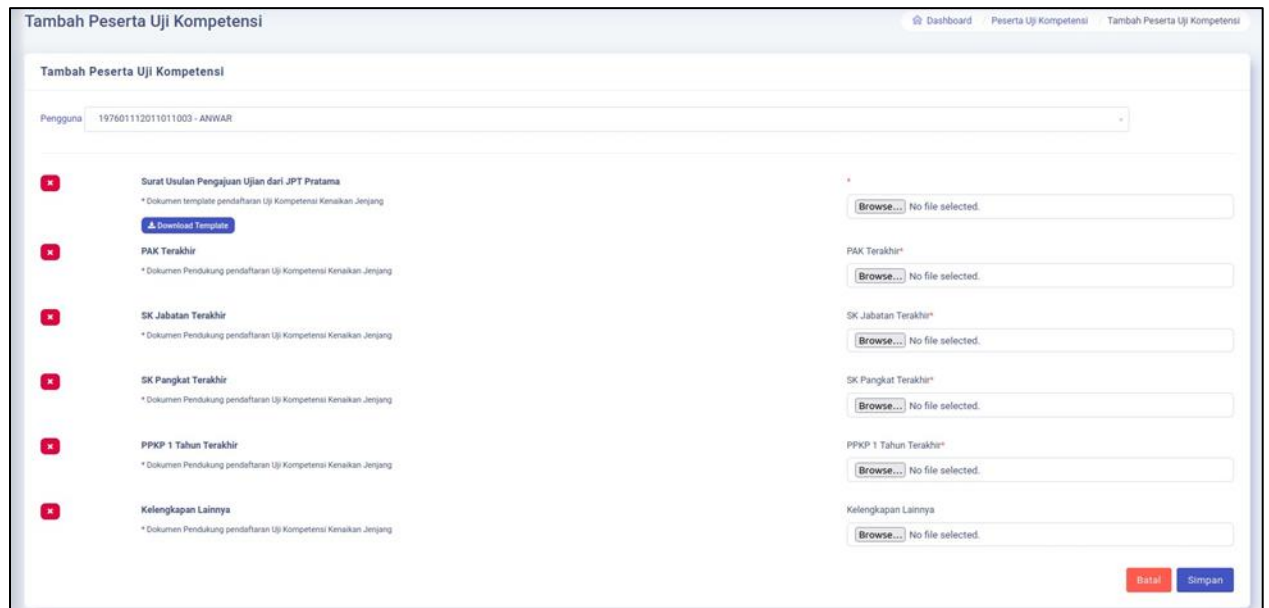 Tambah Peserta Uji Kompetensi
Dashboard / Peserta Uji Kompetensi / Tambah Peserta Uji Kompetensi
Tambah Peserta Uji Kompetensi
Pengguna 197601112011011003 - ANWAR
Surat Usulan Pengajuan Ujian dari JPT Pratama *
* Dokumen template pendaftaran Uji Kompetensi Kenaikan Jenjang
Browse... No file selected.
Download Template
PAK Terakhir PAK Terakhir*
* Dokumen Pendukung pendaftaran Uji Kompetensi Kenaikan Jenjang
Browse... No file selected.
SK Jabatan Terakhir SK Jabatan Terakhir*
* Dokumen Pendukung pendaftaran Uji Kompetensi Kenaikan Jenjang
Browse... No file selected.
SK Pangkat Terakhir SK Pangkat Terakhir*
* Dokumen Pendukung pendaftaran Uji Kompetensi Kenaikan Jenjang
Browse... No file selected.
PPKP 1 Tahun Terakhir PPKP 1 Tahun Terakhir*
* Dokumen Pendukung pendaftaran Uji Kompetensi Kenaikan Jenjang
Browse... No file selected.
Kelengkapan Lainnya Kelengkapan Lainnya
* Dokumen Pendukung pendaftaran Uji Kompetensi Kenaikan Jenjang
Browse... No file selected.
Batal Simpan